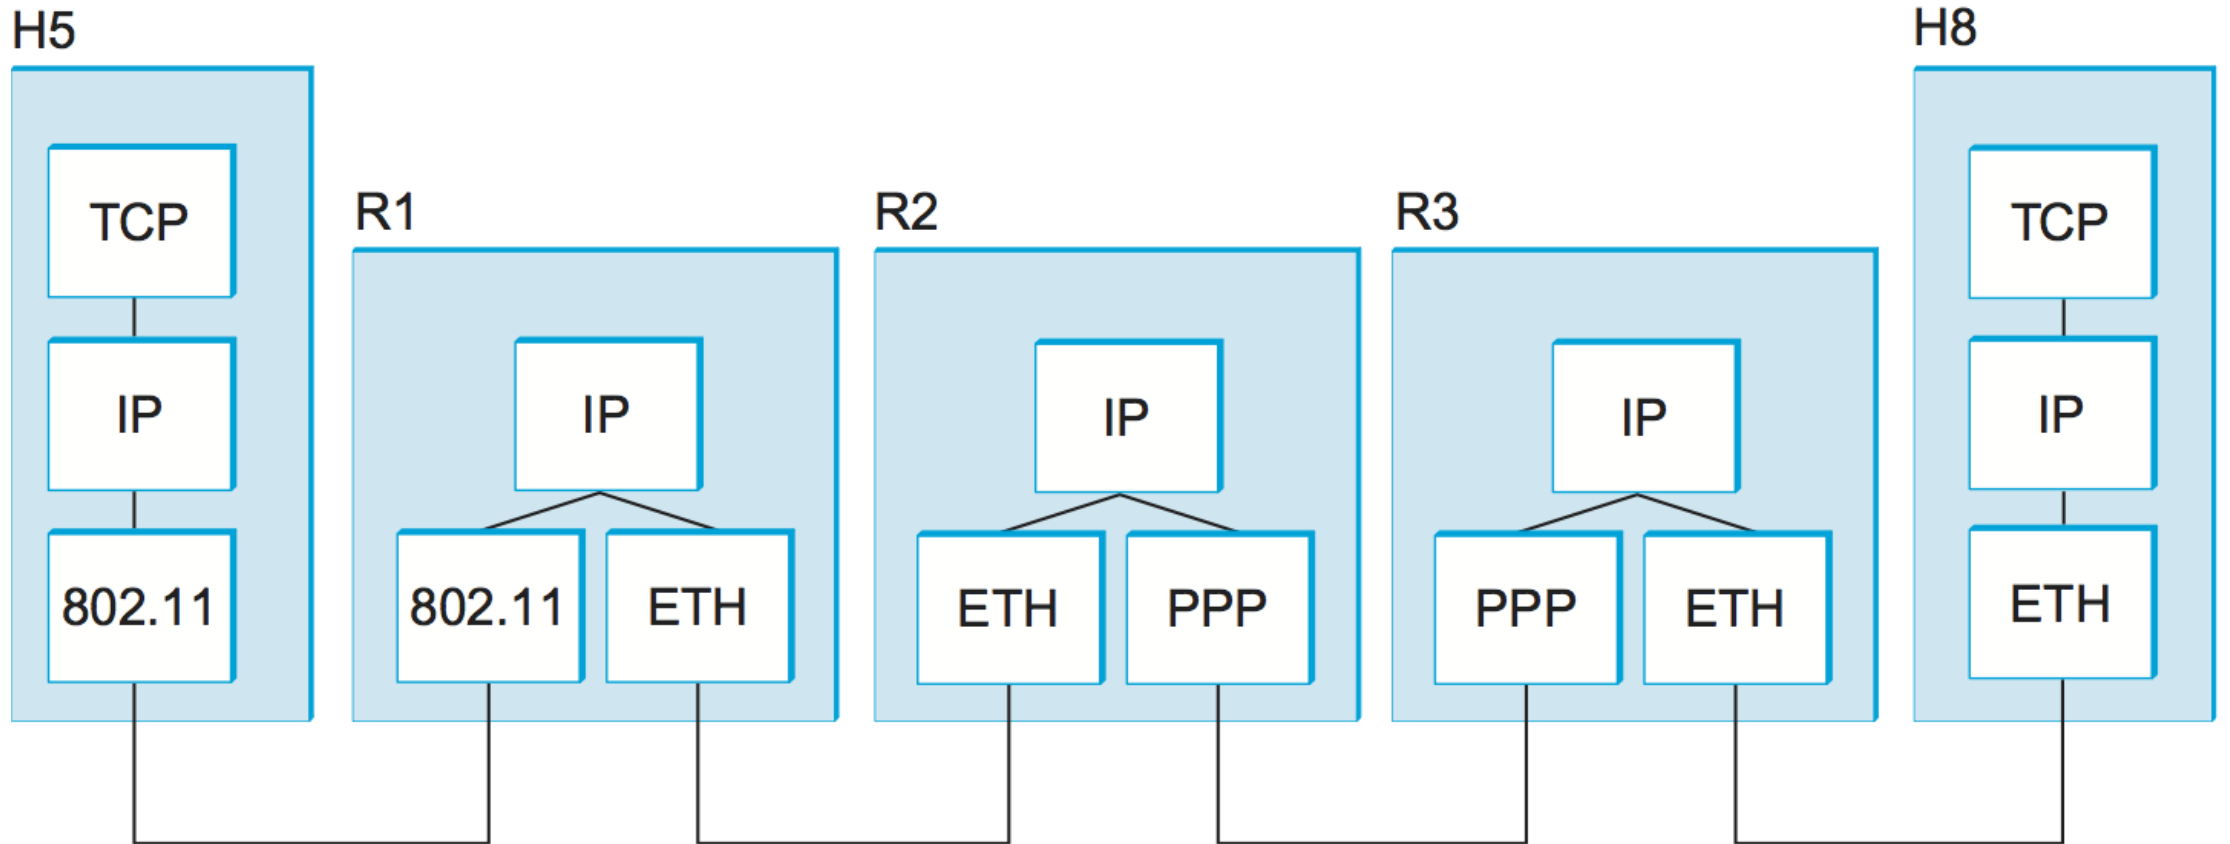 H5
H8
R1
R2
R3
TCP
TCP
IP
IP
IP
IP
IP
802.11
802.11
ETH
ETH
PPP
PPP
ETH
ETH